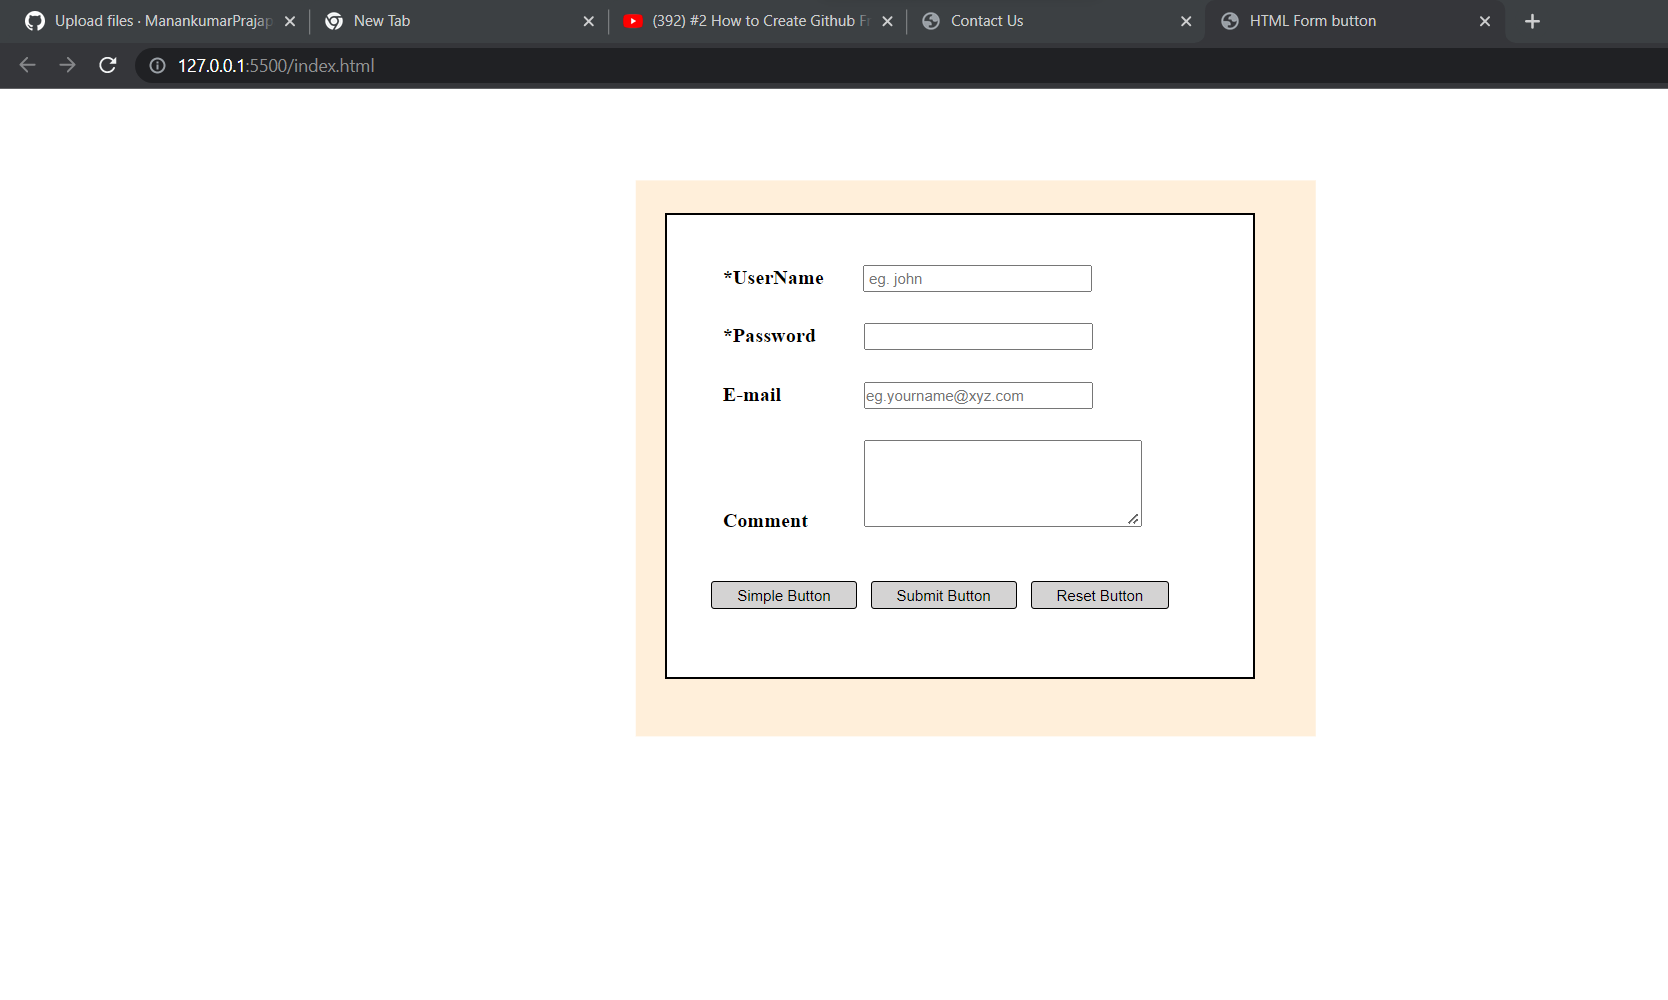 Upload files · ManankumarPrajap
New Tab
(392) #2 How to Create Github Fr
Contact Us
HTML Form button
127.0.0.1:5500/index.html
*UserName eg. john
*Password
E-mail eg.yourname@xyz.com
Comment
Simple Button Submit Button Reset Button